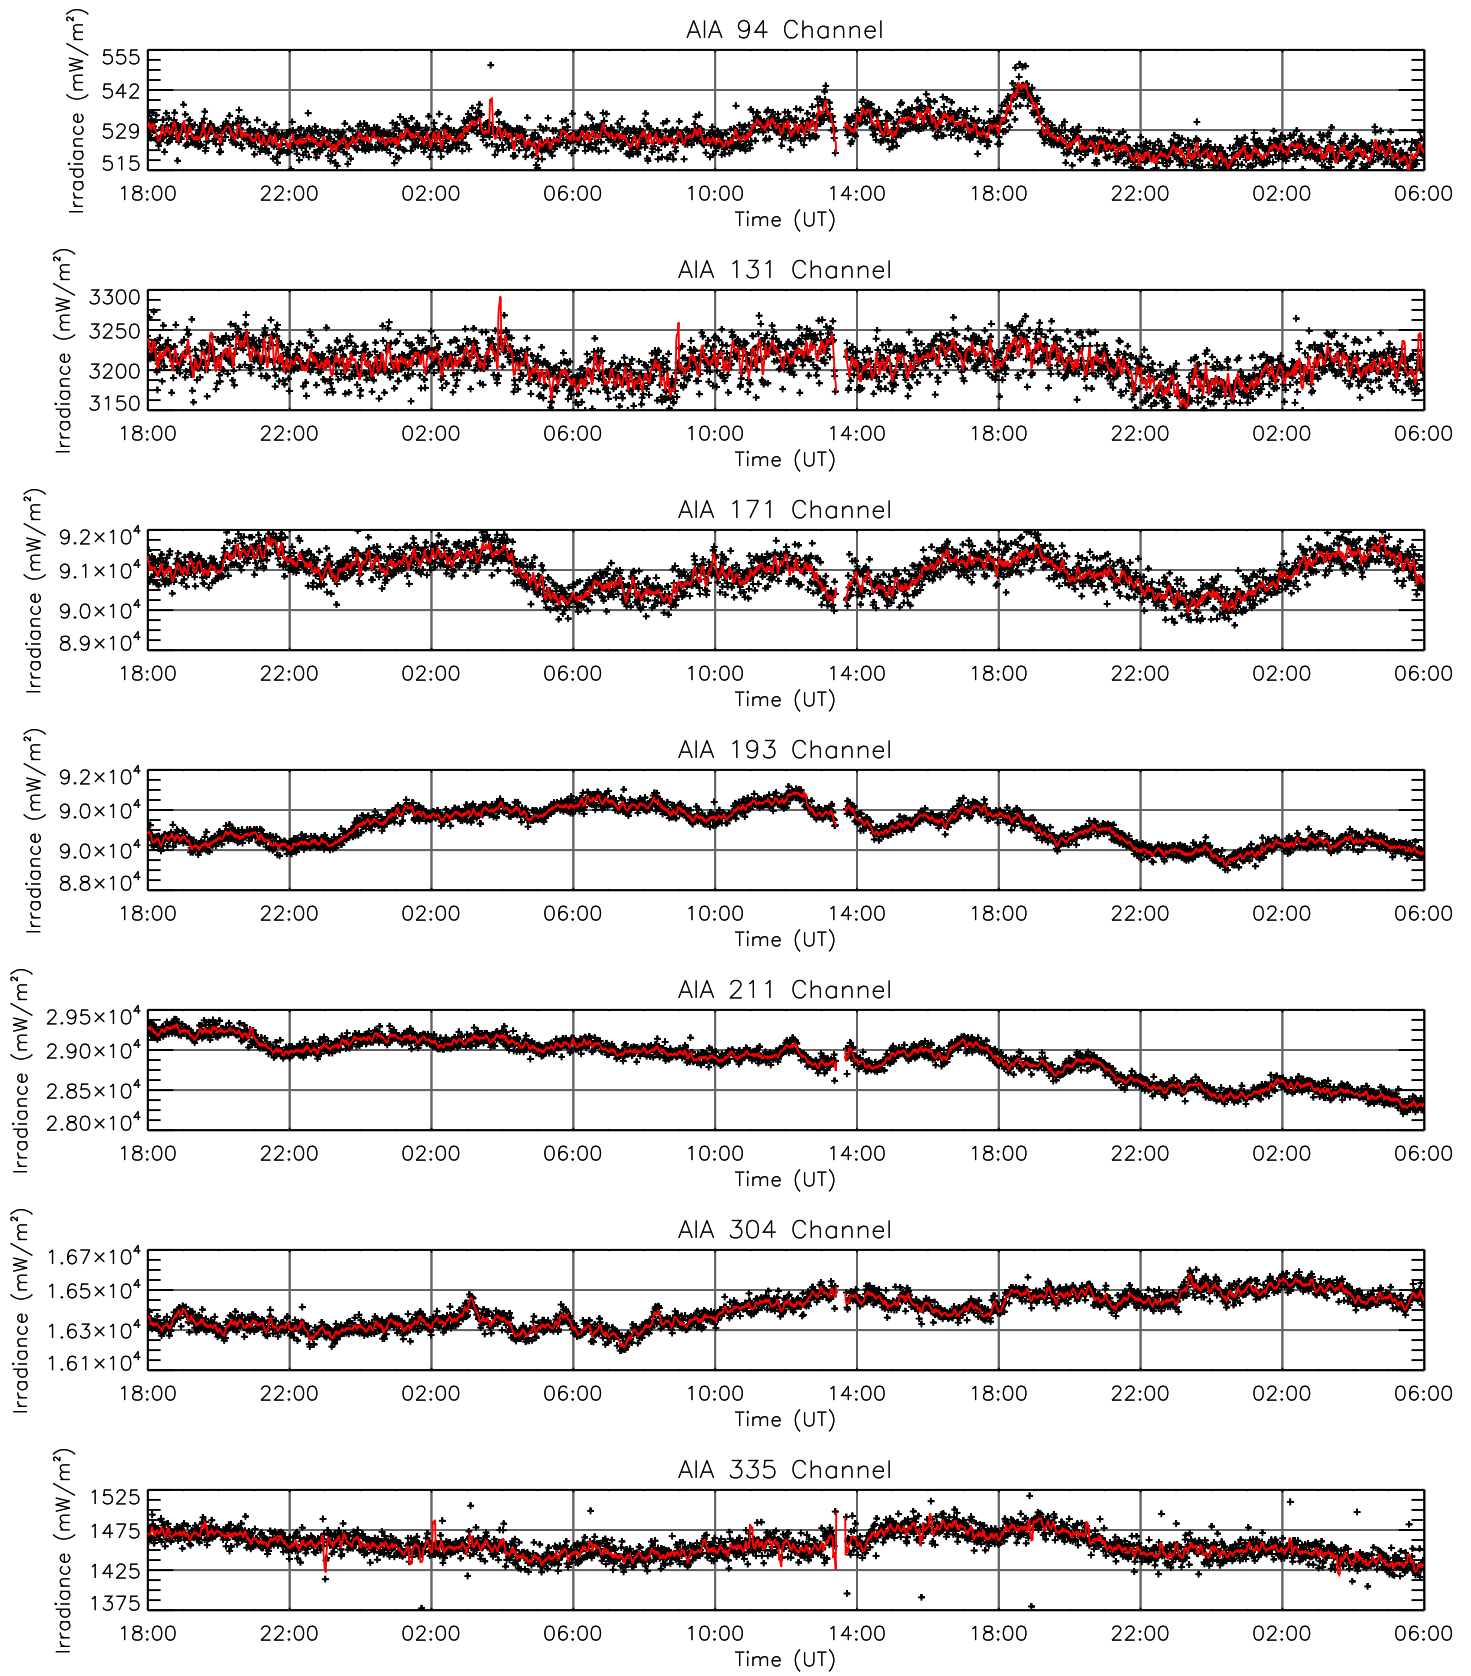 AIA 94 Channel
Irradiance (mW/m²)
555
542
529
515
18:00 22:00 02:00 06:00 10:00 14:00 18:00 22:00 02:00 06:00
Time (UT)
AIA 131 Channel
Irradiance (mW/m²)
3300
3250
3200
3150
18:00 22:00 02:00 06:00 10:00 14:00 18:00 22:00 02:00 06:00
Time (UT)
AIA 171 Channel
Irradiance (mW/m²)
9.2×10⁴
9.1×10⁴
9.0×10⁴
8.9×10⁴
18:00 22:00 02:00 06:00 10:00 14:00 18:00 22:00 02:00 06:00
Time (UT)
AIA 193 Channel
Irradiance (mW/m²)
9.2×10⁴
9.0×10⁴
9.0×10⁴
8.8×10⁴
18:00 22:00 02:00 06:00 10:00 14:00 18:00 22:00 02:00 06:00
Time (UT)
AIA 211 Channel
Irradiance (mW/m²)
2.95×10⁴
2.90×10⁴
2.85×10⁴
2.80×10⁴
18:00 22:00 02:00 06:00 10:00 14:00 18:00 22:00 02:00 06:00
Time (UT)
AIA 304 Channel
Irradiance (mW/m²)
1.67×10⁴
1.65×10⁴
1.63×10⁴
1.61×10⁴
18:00 22:00 02:00 06:00 10:00 14:00 18:00 22:00 02:00 06:00
Time (UT)
AIA 335 Channel
Irradiance (mW/m²)
1525
1475
1425
1375
18:00 22:00 02:00 06:00 10:00 14:00 18:00 22:00 02:00 06:00
Time (UT)